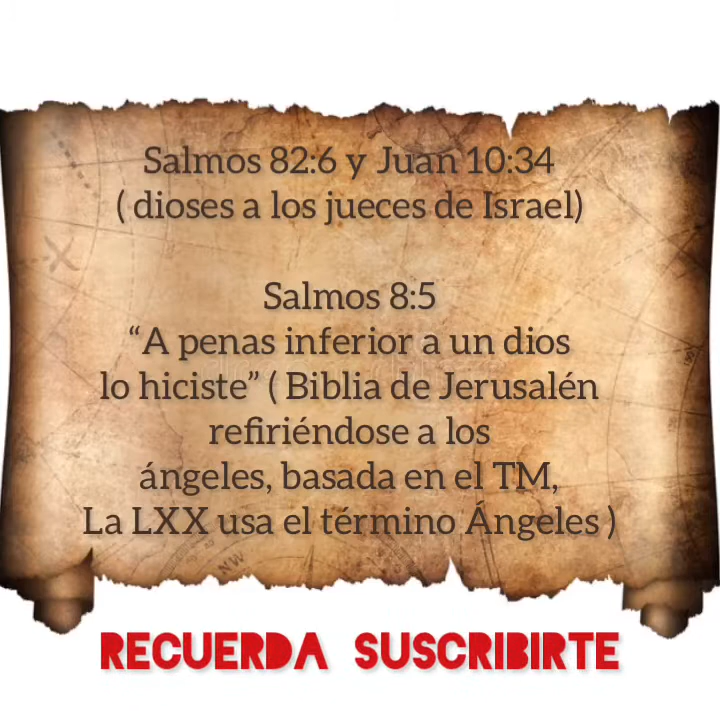 Salmos 82:6 y Juan 10:34
( dioses a los jueces de Israel)
Salmos 8:5
“A penas inferior a un dios
lo hiciste” ( Biblia de Jerusalén
refiriéndose a los
ángeles, basada en el TM,
La LXX usa el término Ángeles )
RECUERDA SUSCRIBIRTE